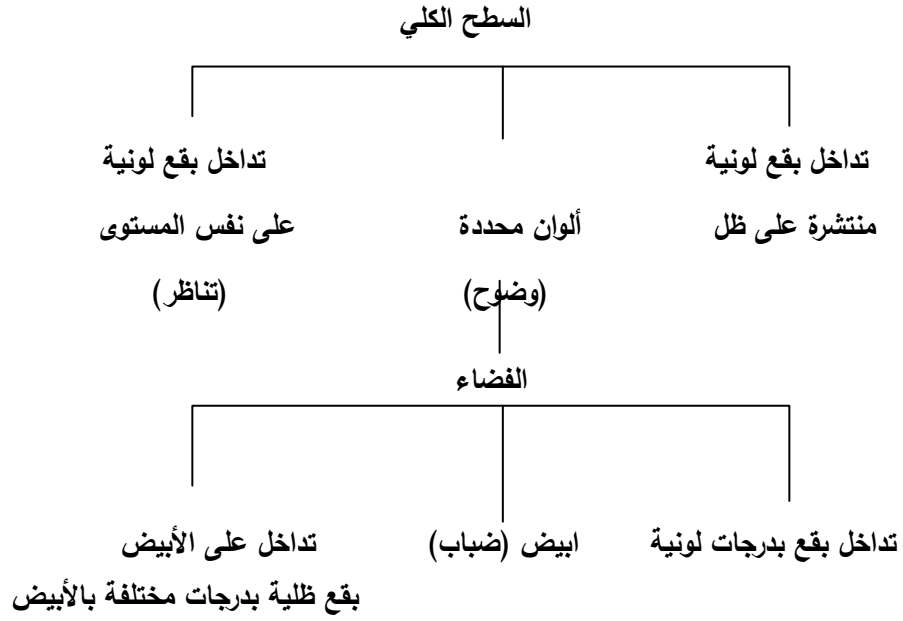 السطح الكلي
تداخل بقع لونية تداخل بقع لونية
منتشرة على ظل ألوان محددة على نفس المستوى
(وضوح) (تناظر)
الفضاء
تداخل بقع بدرجات لونية ابيض (ضباب) تداخل على الأبيض
بقع ظلية بدرجات مختلفة بالأبيض